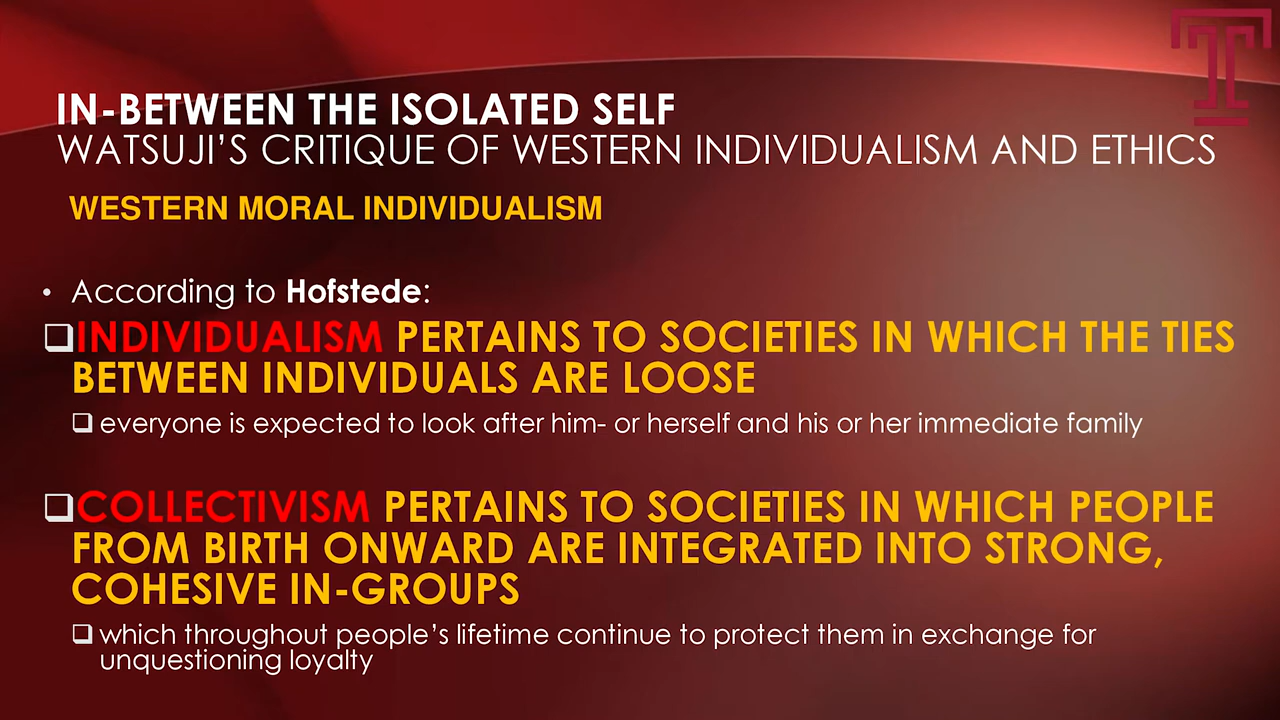 IN-BETWEEN THE ISOLATED SELF
WATSUJI’S CRITIQUE OF WESTERN INDIVIDUALISM AND ETHICS
WESTERN MORAL INDIVIDUALISM
• According to Hofstede:
❑INDIVIDUALISM PERTAINS TO SOCIETIES IN WHICH THE TIES
BETWEEN INDIVIDUALS ARE LOOSE
❑ everyone is expected to look after him- or herself and his or her immediate family
❑COLLECTIVISM PERTAINS TO SOCIETIES IN WHICH PEOPLE
FROM BIRTH ONWARD ARE INTEGRATED INTO STRONG,
COHESIVE IN-GROUPS
❑ which throughout people’s lifetime continue to protect them in exchange for
unquestioning loyalty